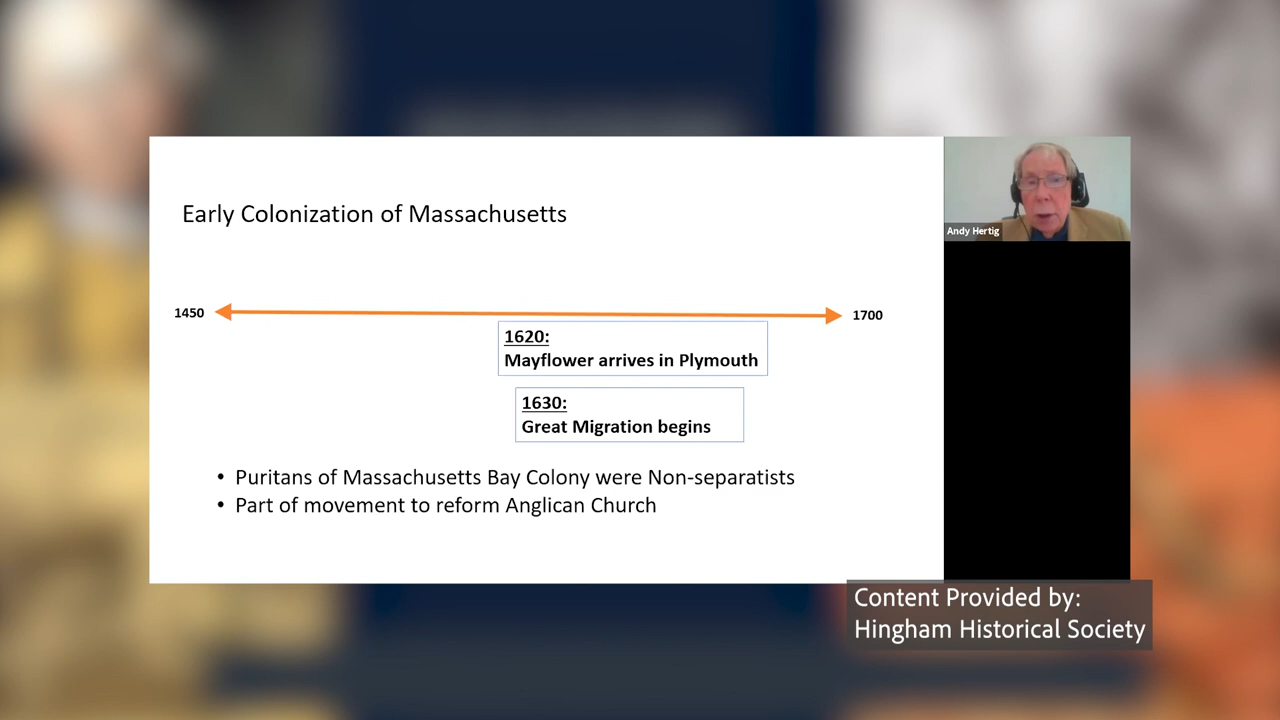 Early Colonization of Massachusetts
Andy Hertig
1450
1700
1620:
Mayflower arrives in Plymouth
1630:
Great Migration begins
• Puritans of Massachusetts Bay Colony were Non-separatists
• Part of movement to reform Anglican Church
Content Provided by:
Hingham Historical Society